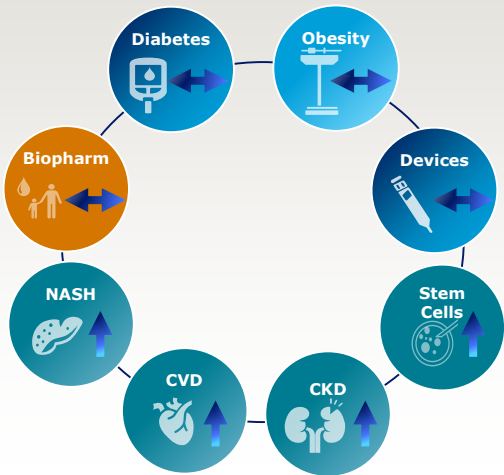 Diabetes
Obesity
Biopharm
Devices
NASH
Stem
Cells
CVD
CKD